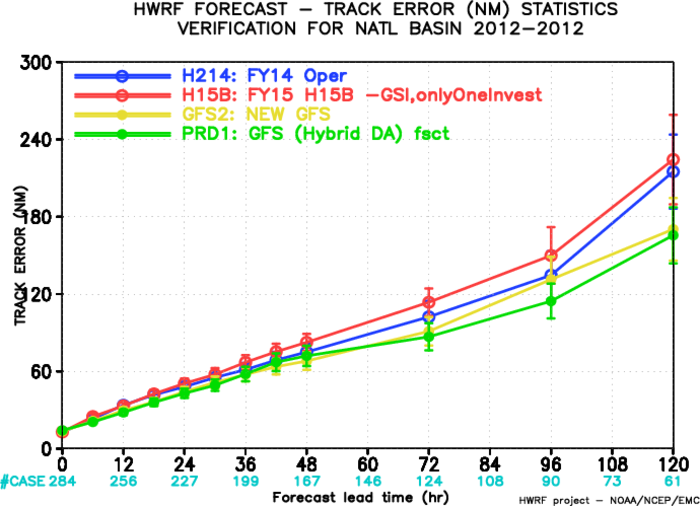 HWRF FORECAST – TRACK ERROR (NM) STATISTICS
VERIFICATION FOR NATL BASIN 2012–2012
H214: FY14 Oper
H15B: FY15 H15B –GSI,onlyOneInvest
GFS2: NEW GFS
PRD1: GFS (Hybrid DA) fsct
TRACK ERROR (NM)
300
240
180
120
60
0
0 12 24 36 48 60 72 84 96 108 120
#CASE 284 256 227 199 167 146 124 108 90 73 61
Forecast lead time (hr)
HWRF project – NOAA/NCEP/EMC